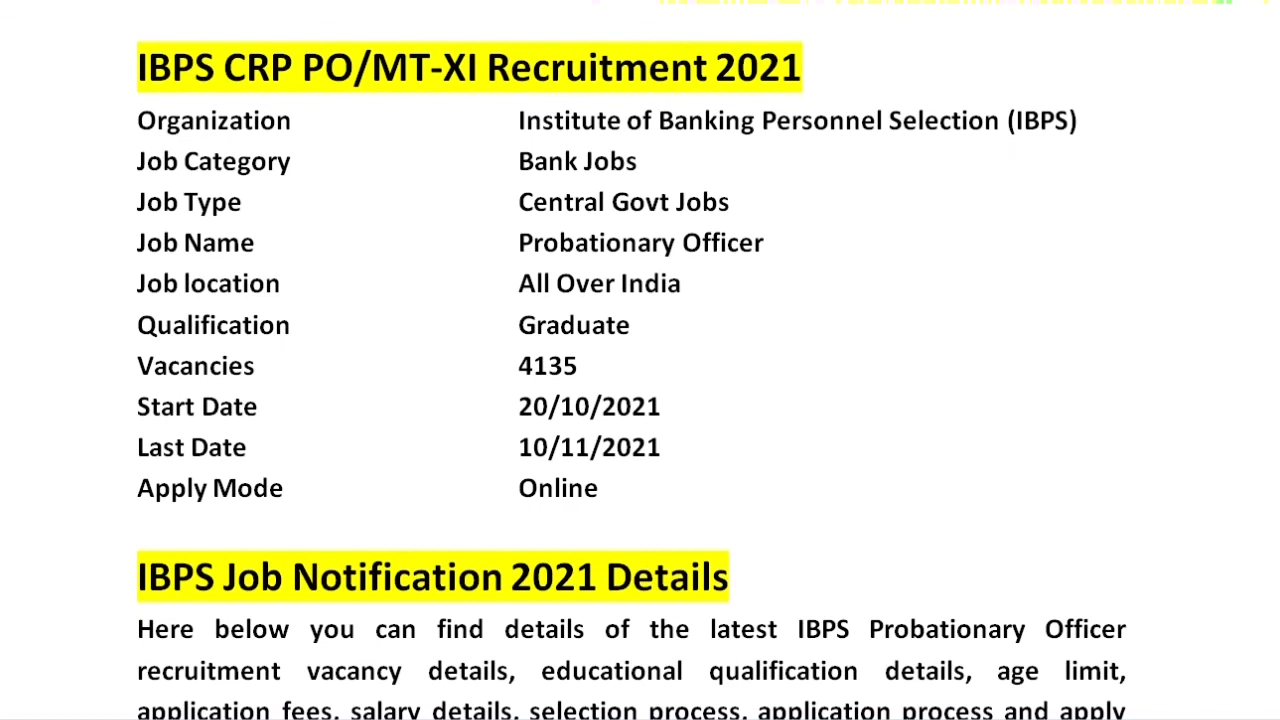 IBPS CRP PO/MT-XI Recruitment 2021
Organization Institute of Banking Personnel Selection (IBPS)
Job Category Bank Jobs
Job Type Central Govt Jobs
Job Name Probationary Officer
Job location All Over India
Qualification Graduate
Vacancies 4135
Start Date 20/10/2021
Last Date 10/11/2021
Apply Mode Online
IBPS Job Notification 2021 Details
Here below you can find details of the latest IBPS Probationary Officer
recruitment vacancy details, educational qualification details, age limit,
application fees, salary details, selection process, application process and apply